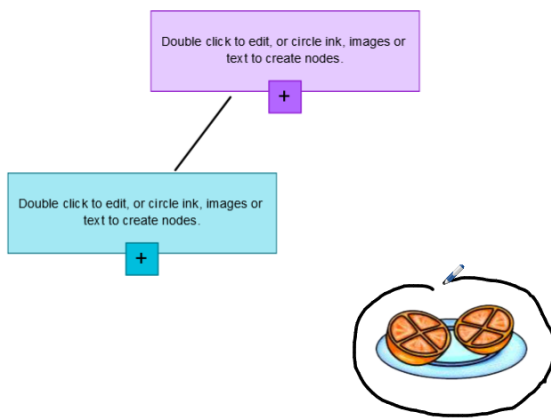 Double click to edit, or circle ink, images or
text to create nodes.
+
Double click to edit, or circle ink, images or
text to create nodes.
+